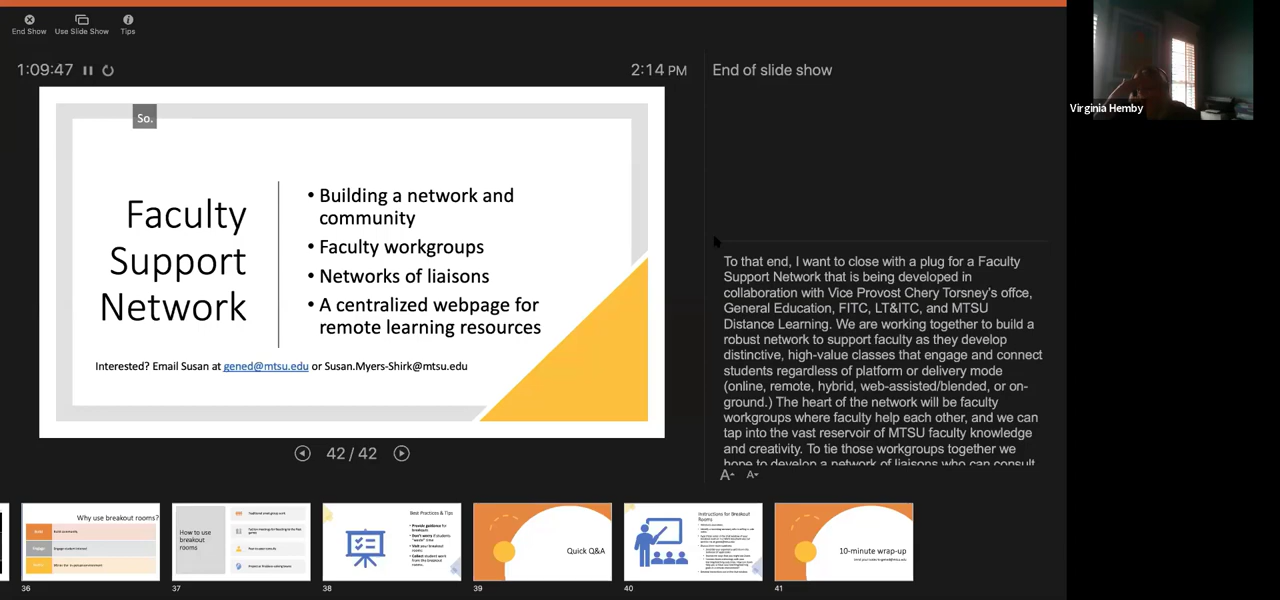 End Show
Use Slide Show
Tips
1:09:47
2:14 PM
End of slide show
Virginia Hemby
So.
Faculty
Support
Network
• Building a network and
community
• Faculty workgroups
• Networks of liaisons
• A centralized webpage for
remote learning resources
Interested? Email Susan at gened@mtsu.edu or Susan.Myers-Shirk@mtsu.edu
42 / 42
To that end, I want to close with a plug for a Faculty
Support Network that is being developed in
collaboration with Vice Provost Chery Torsney's offce,
General Education, FITC, LT&ITC, and MTSU
Distance Learning. We are working together to build a
robust network to support faculty as they develop
distinctive, high-value classes that engage and connect
students regardless of platform or delivery mode
(online, remote, hybrid, web-assisted/blended, or on-
ground.) The heart of the network will be faculty
workgroups where faculty help each other, and we can
tap into the vast reservoir of MTSU faculty knowledge
and creativity. To tie those workgroups together we
hope to develop a network of liaisons who can consult
A
A
Why use breakout rooms?
36
How to use
breakout
rooms
37
Best Practices & Tips
38
Quick Q&A
39
Instructions for Breakout
Rooms
40
10-minute wrap-up
41